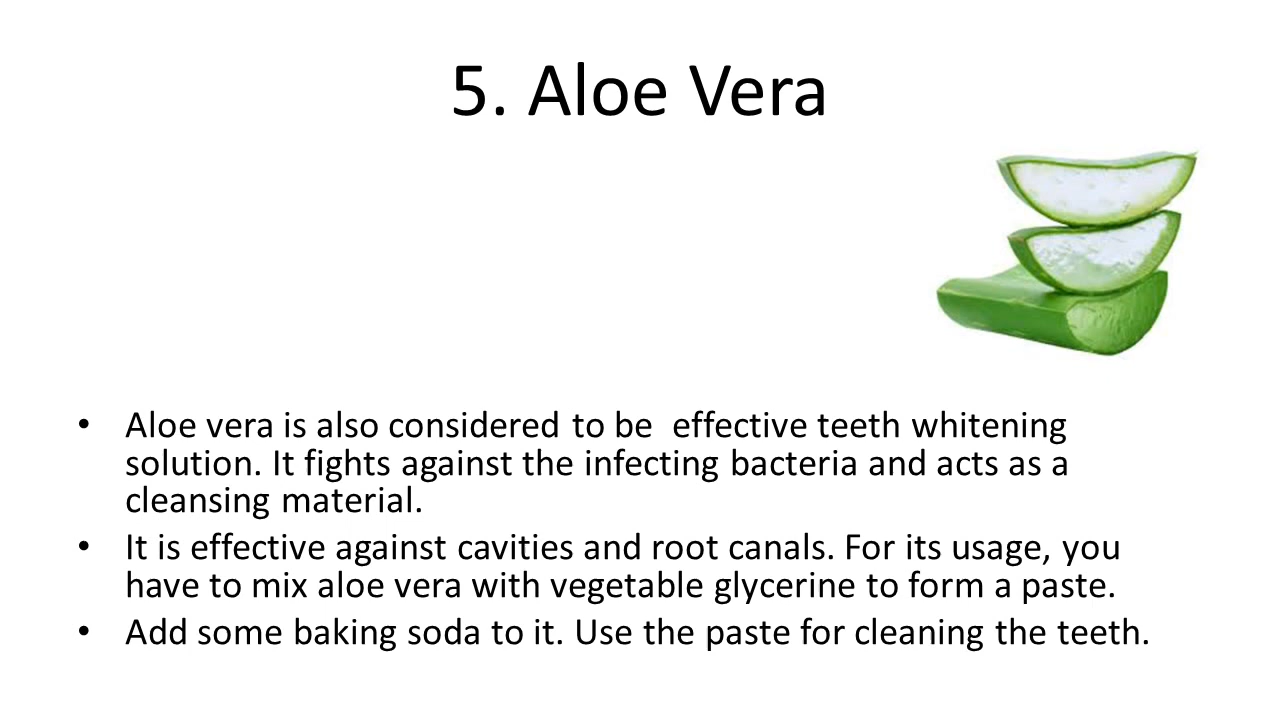 5. Aloe Vera
• Aloe vera is also considered to be  effective teeth whitening
solution. It fights against the infecting bacteria and acts as a
cleansing material.
• It is effective against cavities and root canals. For its usage, you
have to mix aloe vera with vegetable glycerine to form a paste.
• Add some baking soda to it. Use the paste for cleaning the teeth.